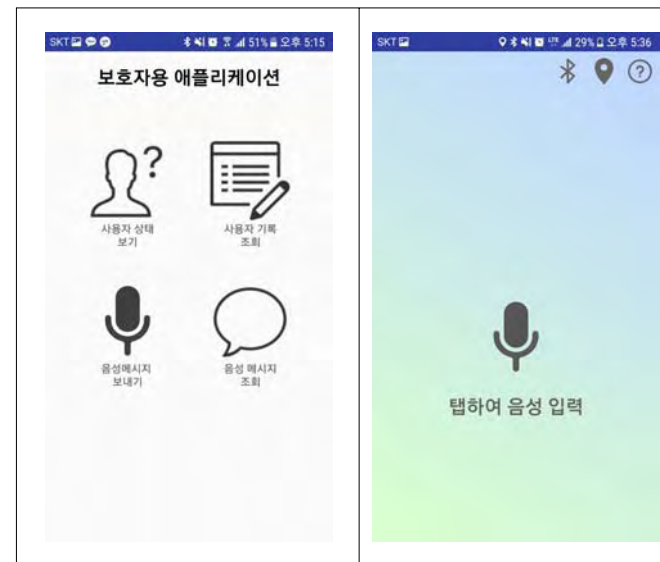 SKT 51% 오후 5:15
보호자용 애플리케이션
사용자 상태
보기
사용자 기록
조회
음성메시지
보내기
음성 메시지
조회
SKT LTE 29% 오후 5:36
탭하여 음성 입력